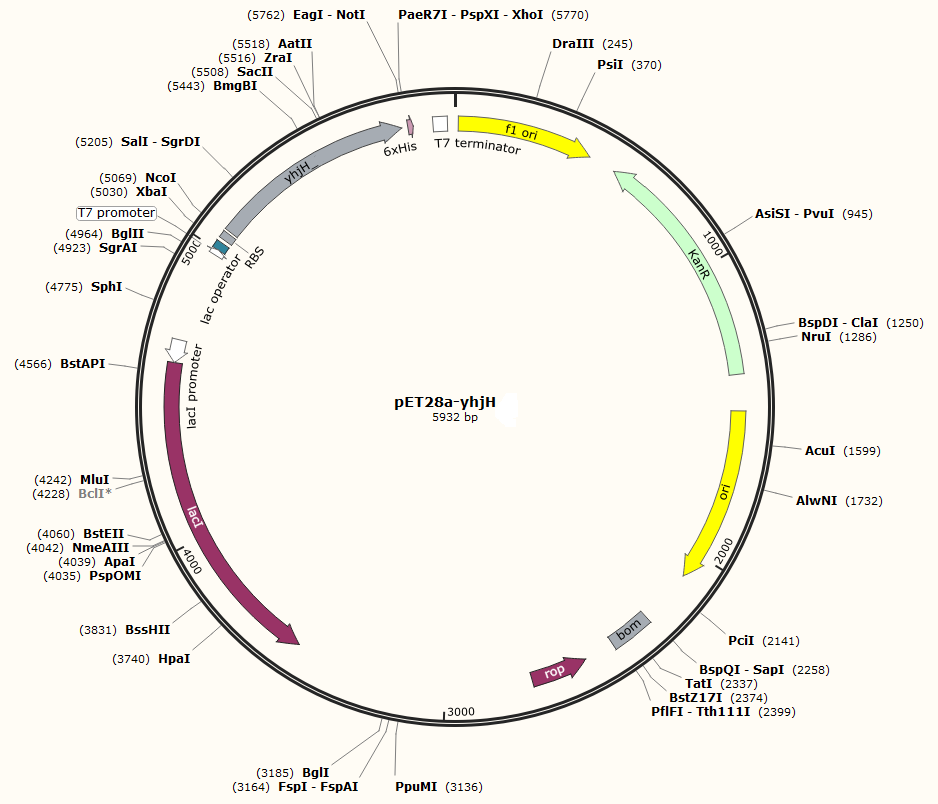 (5762) EagI - NotI
PaeR7I - PspXI - XhoI (5770)
(5518) AatII
(5516) ZraI
(5508) SacII
(5443) BmgBI
DraIII (245)
PsiI (370)
6xHis
T7 terminator
f1 ori
yhjH
(5205) SalI - SgrDI
(5069) NcoI
(5030) XbaI
T7 promoter
(4964) BglII
(4923) SgrAI
(4775) SphI
(4566) BstAPI
5000
RBS
lac operator
lacI promoter
AsiSI - PvuI (945)
1000
KanR
BspDI - ClaI (1250)
NruI (1286)
pET28a-yhjH
5932 bp
AcuI (1599)
AlwNI (1732)
ori
2000
(4242) MluI
(4228) BclI*
(4060) BstEII
(4042) NmeAIII
(4039) ApaI
(4035) PspOMI
lacI
4000
(3831) BssHII
(3740) HpaI
bom
rop
PciI (2141)
BspQI - SapI (2258)
TatI (2337)
BstZ17I (2374)
PflFI - Tth111I (2399)
3000
(3185) BglI
(3164) FspI - FspAI
PpuMI (3136)